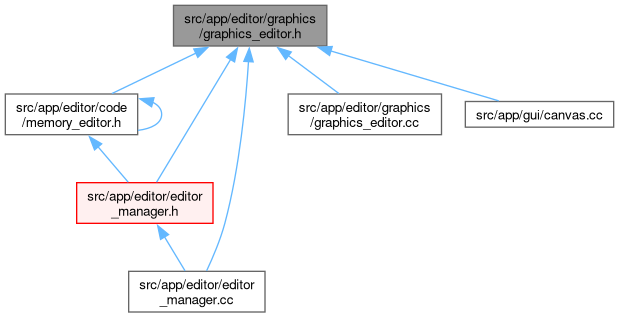 src/app/editor/graphics
/graphics_editor.h
src/app/editor/code
/memory_editor.h
src/app/editor/graphics
/graphics_editor.cc
src/app/gui/canvas.cc
src/app/editor/editor
_manager.h
src/app/editor/editor
_manager.cc